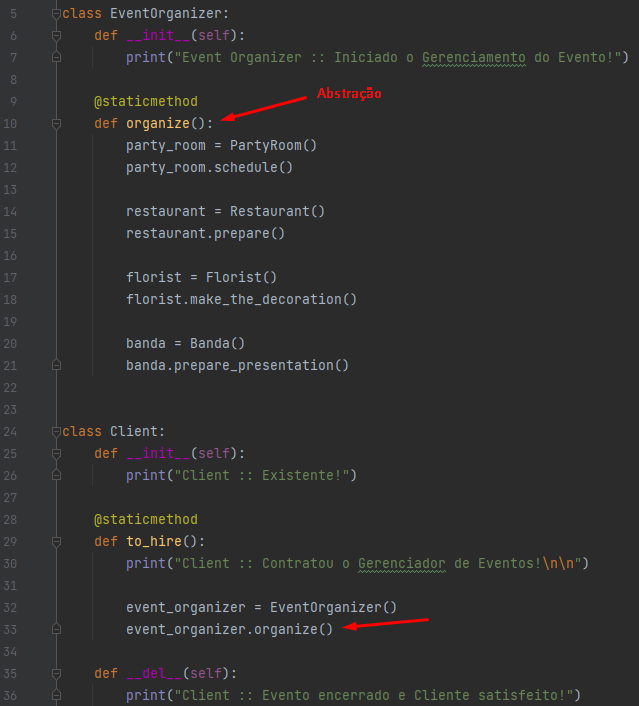 5 class EventOrganizer:
6     def __init__(self):
7         print("Event Organizer :: Iniciado o Gerenciamento do Evento!")
8
9         @staticmethod Abstração
10     def organize():
11         party_room = PartyRoom()
12         party_room.schedule()
13
14         restaurant = Restaurant()
15         restaurant.prepare()
16
17         florist = Florist()
18         florist.make_the_decoration()
19
20         banda = Banda()
21         banda.prepare_presentation()
22
23
24 class Client:
25     def __init__(self):
26         print("Client :: Existente!")
27
28     @staticmethod
29     def to_hire():
30         print("Client :: Contratou o Gerenciador de Eventos!\n\n")
31
32         event_organizer = EventOrganizer()
33         event_organizer.organize()
34
35     def __del__(self):
36         print("Client :: Evento encerrado e Cliente satisfeito!")